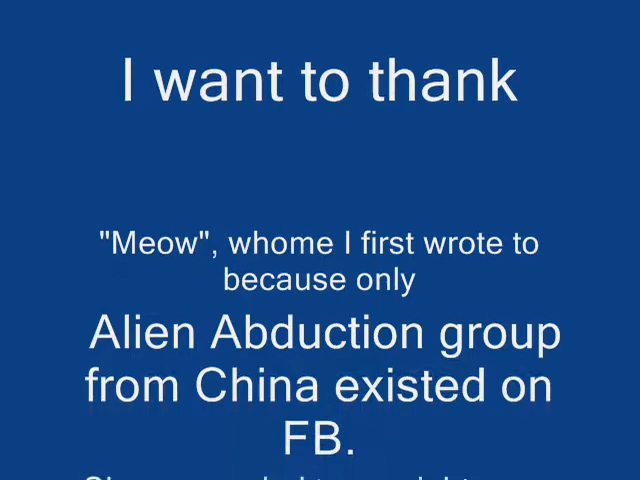 I want to thank
"Meow", whome I first wrote to
because only
Alien Abduction group
from China existed on
FB.